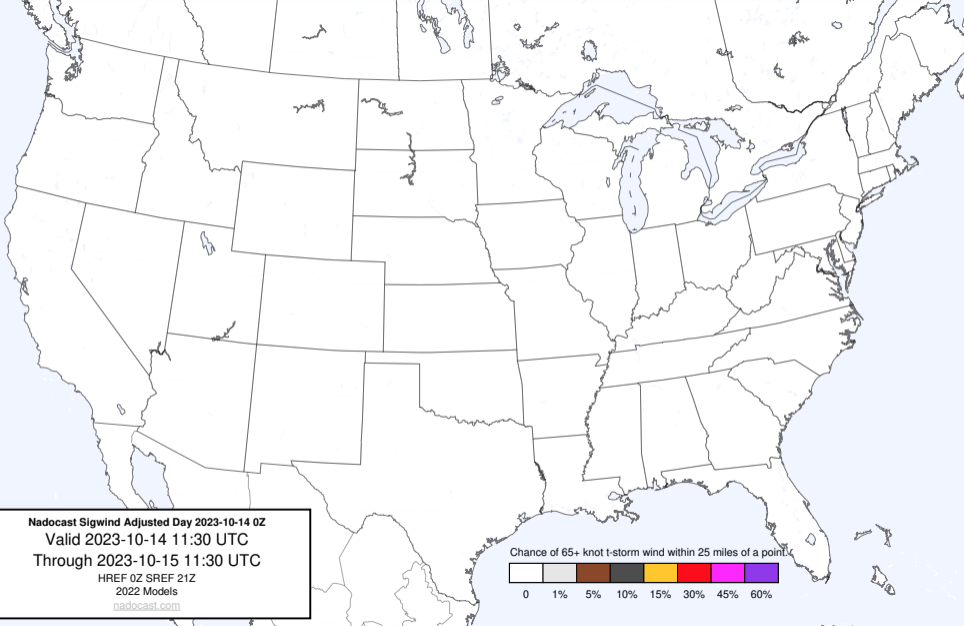 Nadocast Sigwind Adjusted Day 2023-10-14 0Z
Valid 2023-10-14 11:30 UTC
Through 2023-10-15 11:30 UTC
HREF 0Z SREF 21Z
2022 Models
nadocast.com
Chance of 65+ knot t-storm wind within 25 miles of a point.
0 1% 5% 10% 15% 30% 45% 60%